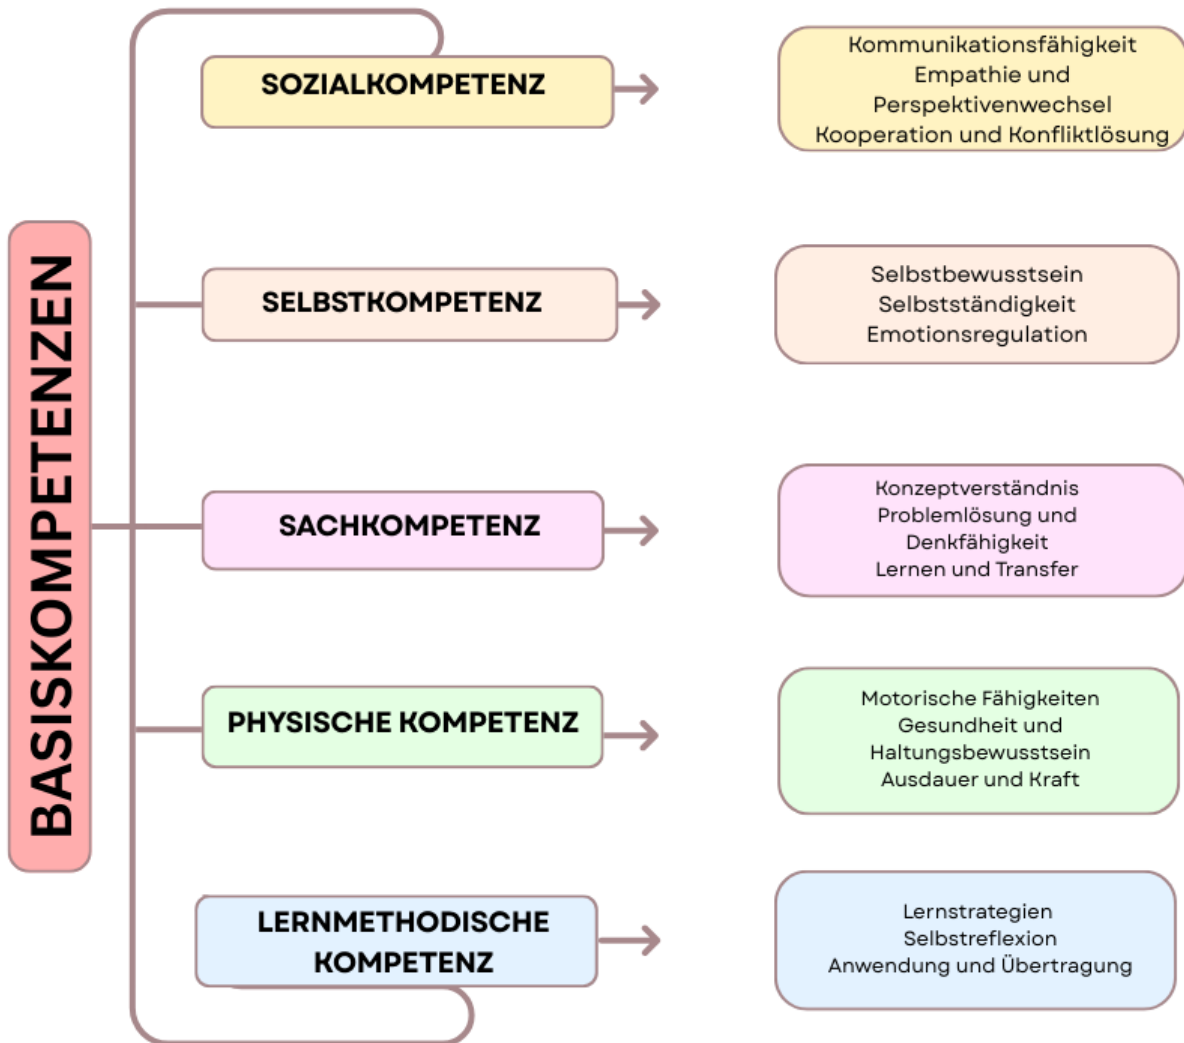 BASISKOMPETENZEN
SOZIALKOMPETENZ
Kommunikationsfähigkeit
Empathie und
Perspektivenwechsel
Kooperation und Konfliktlösung
SELBSTKOMPETENZ
Selbstbewusstsein
Selbstständigkeit
Emotionsregulation
SACHKOMPETENZ
Konzeptverständnis
Problemlösung und
Denkfähigkeit
Lernen und Transfer
PHYSISCHE KOMPETENZ
Motorische Fähigkeiten
Gesundheit und
Haltungsbewusstsein
Ausdauer und Kraft
LERNMETHODISCHE
KOMPETENZ
Lernstrategien
Selbstreflexion
Anwendung und Übertragung